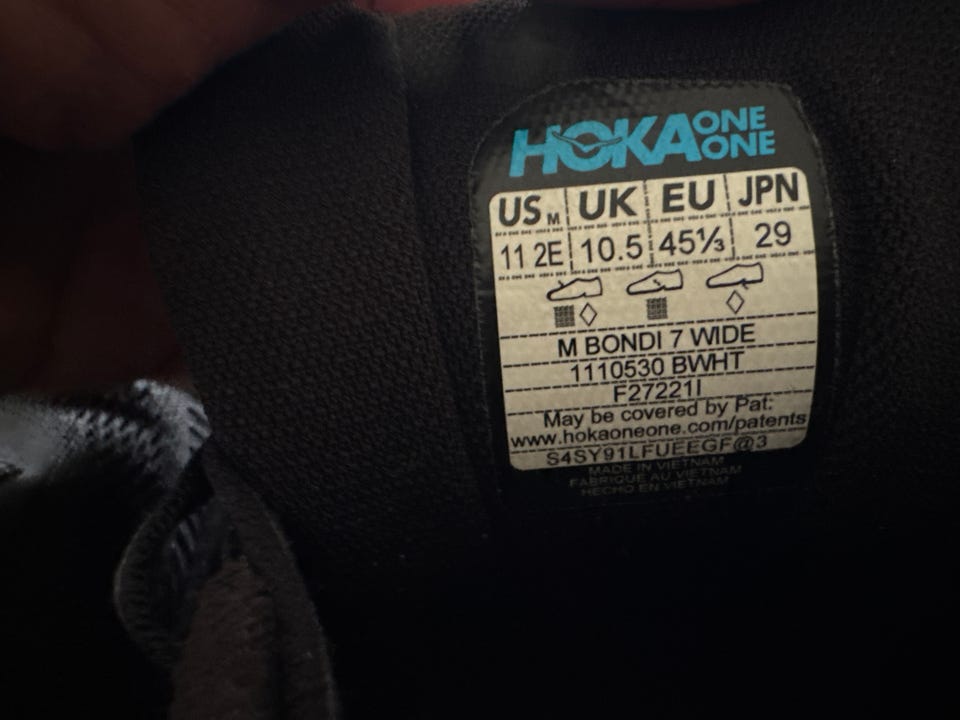 HOKA ONE ONE
US M UK EU JPN
11 2E 10.5 45⅓ 29
M BONDI 7 WIDE
1110530 BWHT
F27221I
May be covered by Pat.
www.hokaoneone.com/patents
S4SY91LFUEEGF@3
MADE IN VIETNAM
FABRIQUE AU VIETNAM
HECHO EN VIETNAM